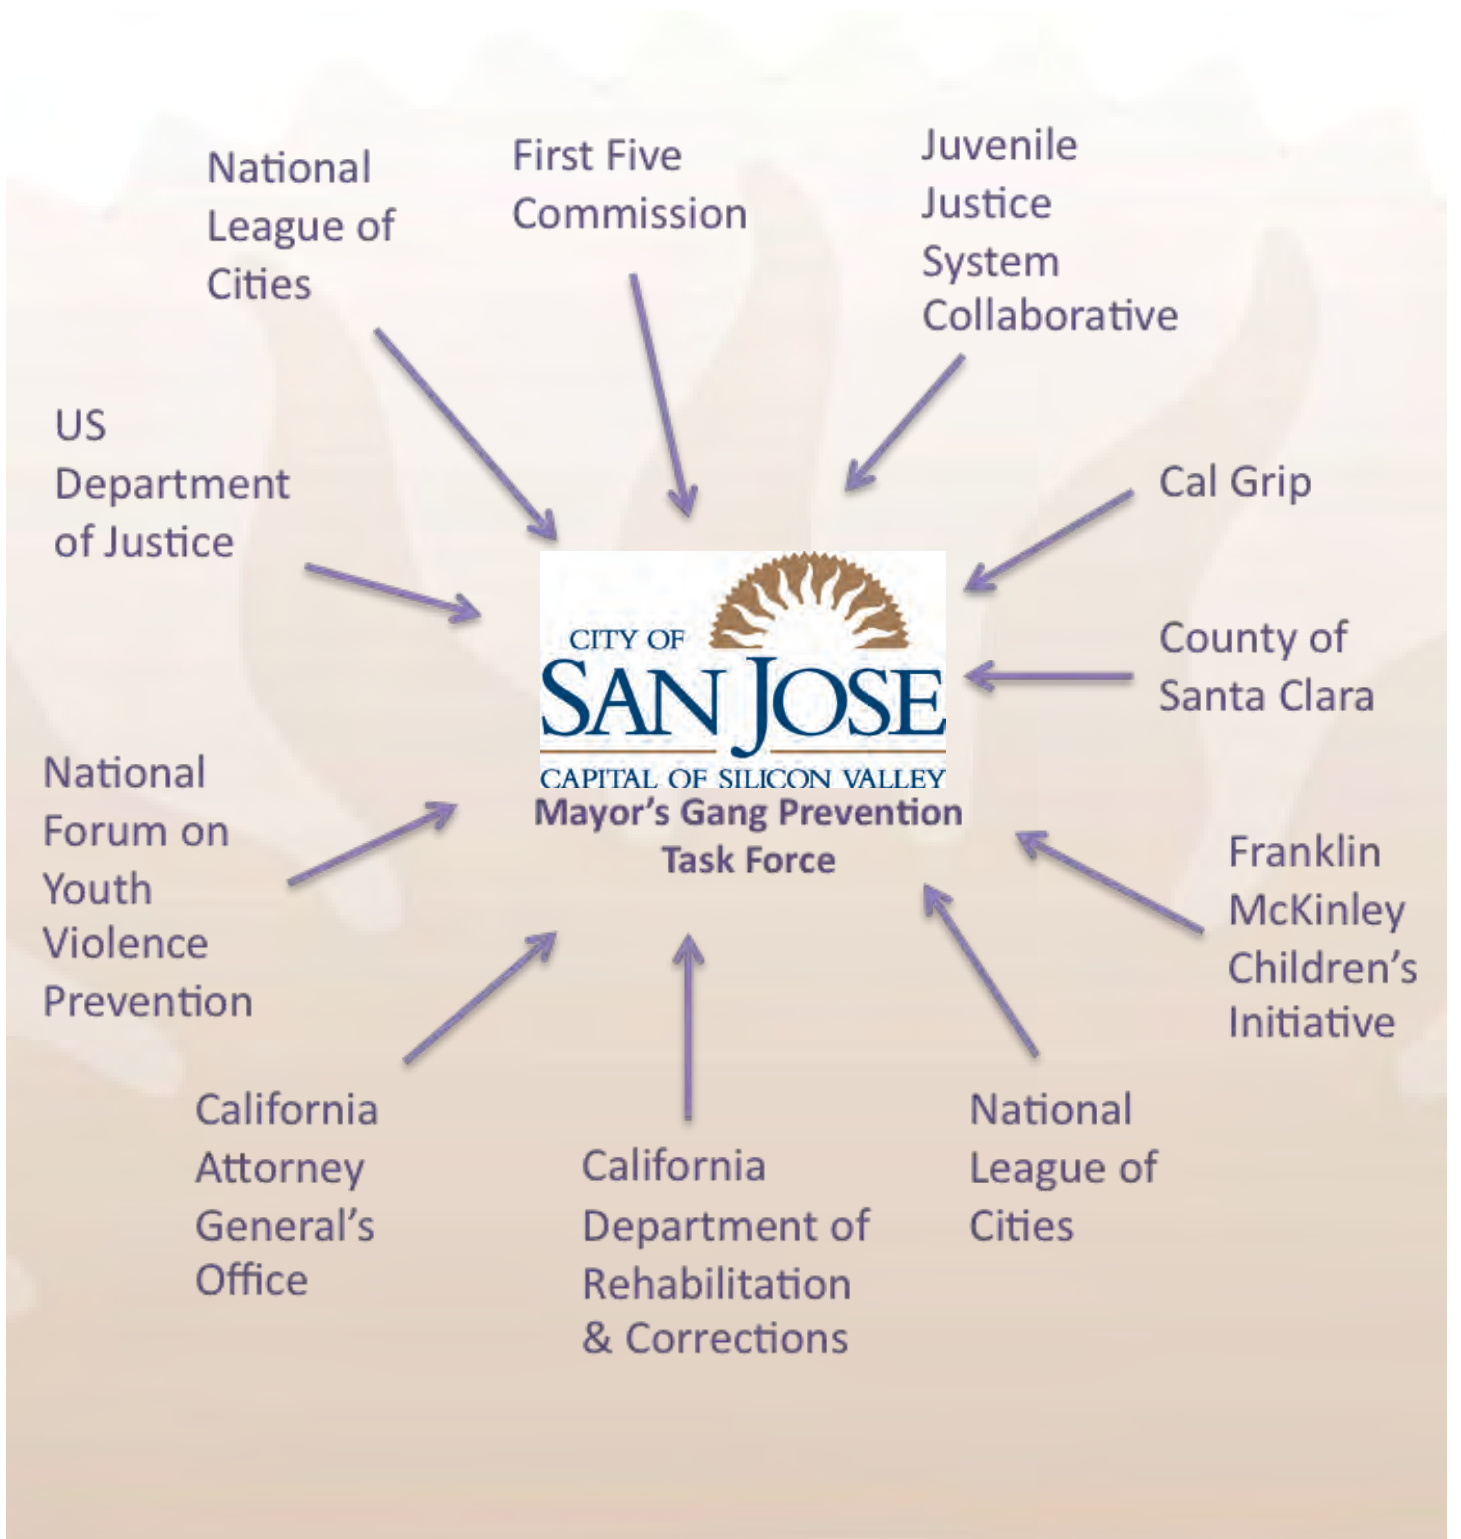 National
League of
Cities
First Five
Commission
Juvenile
Justice
System
Collaborative
US
Department
of Justice
Cal Grip
County of
Santa Clara
CITY OF
SAN JOSE
CAPITAL OF SILICON VALLEY
Mayor's Gang Prevention
Task Force
National
Forum on
Youth
Violence
Prevention
Franklin
McKinley
Children's
Initiative
California
Attorney
General's
Office
California
Department of
Rehabilitation
& Corrections
National
League of
Cities